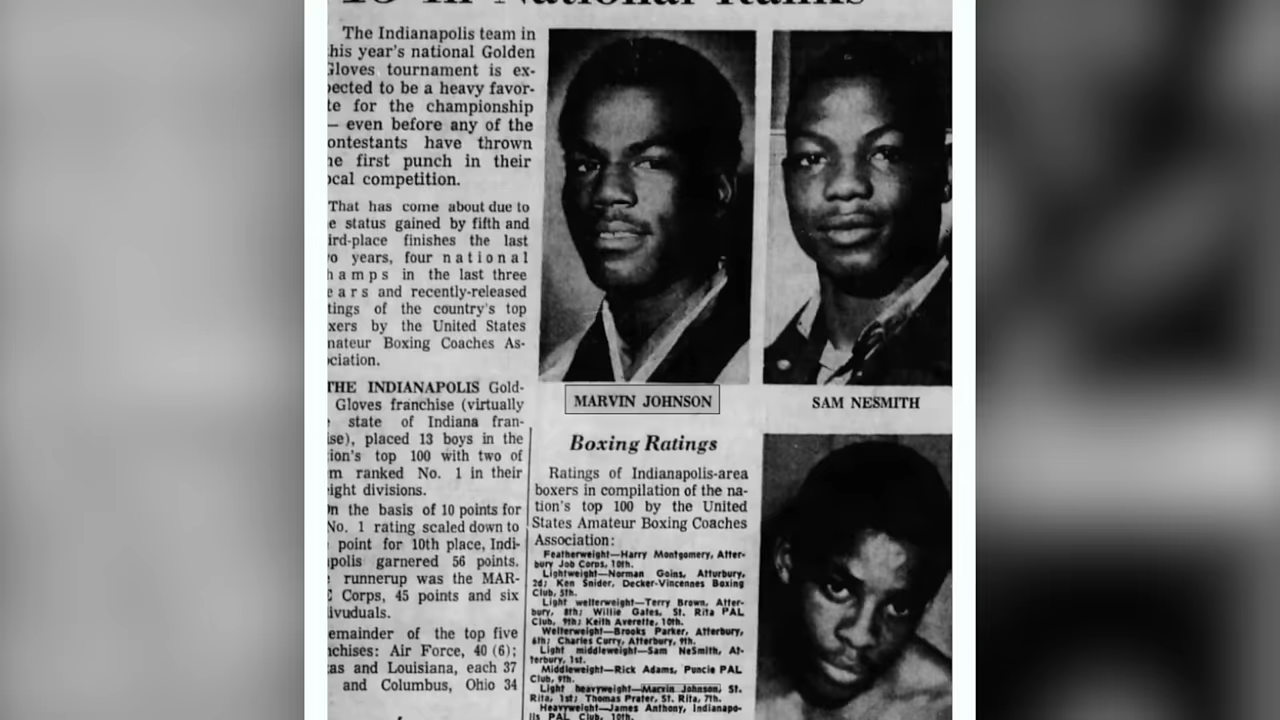 The Indianapolis team in
his year's national Golden
Gloves tournament is ex-
pected to be a heavy favor-
te for the championship
— even before any of the
ontestants have thrown
he first punch in their
ocal competition.
That has come about due to
e status gained by fifth and
ird-place finishes the last
vo years, four national
hamps in the last three
ears and recently-released
tings of the country's top
xers by the United States
nateur Boxing Coaches As-
ociation.
THE INDIANAPOLIS Gold-
Gloves franchise (virtually
state of Indiana fran-
ise), placed 13 boys in the
tion's top 100 with two of
m ranked No. 1 in their
eight divisions.
On the basis of 10 points for
No. 1 rating scaled down to
point for 10th place, Indi-
apolis garnered 56 points.
runnerup was the MAR-
E Corps, 45 points and six
ivuduals.
emainder of the top five
nchises: Air Force, 40 (6);
as and Louisiana, each 37
and Columbus, Ohio 34
MARVIN JOHNSON
SAM NESMITH
Boxing Ratings
Ratings of Indianapolis-area
boxers in compilation of the na-
tion's top 100 by the United
States Amateur Boxing Coaches
Association:
Featherweight—Harry Montgomery, Atter-
bury Job Corps, 10th.
Lightweight—Norman Goins, Atturbury,
2d; Ken Snider, Decker-Vincennes Boxing
Club, 5th.
Light welterweight—Terry Brown, Atter-
bury, 8th; Willie Gates, St. Rita PAL
Club, 9th; Keith Averette, 10th.
Welterweight—Brooks Parker, Atterbury,
6th; Charles Curry, Atterbury, 9th.
Light middleweight—Sam NeSmith, At-
terbury, 1st.
Middleweight—Rick Adams, Puncie PAL
Club, 9th.
Light heavyweight—Marvin Johnson, St.
Rita, 1st; Thomas Prater, St. Rita, 7th.
Heavyweight—James Anthony, Indianapo-
lis PAL Club, 10th.